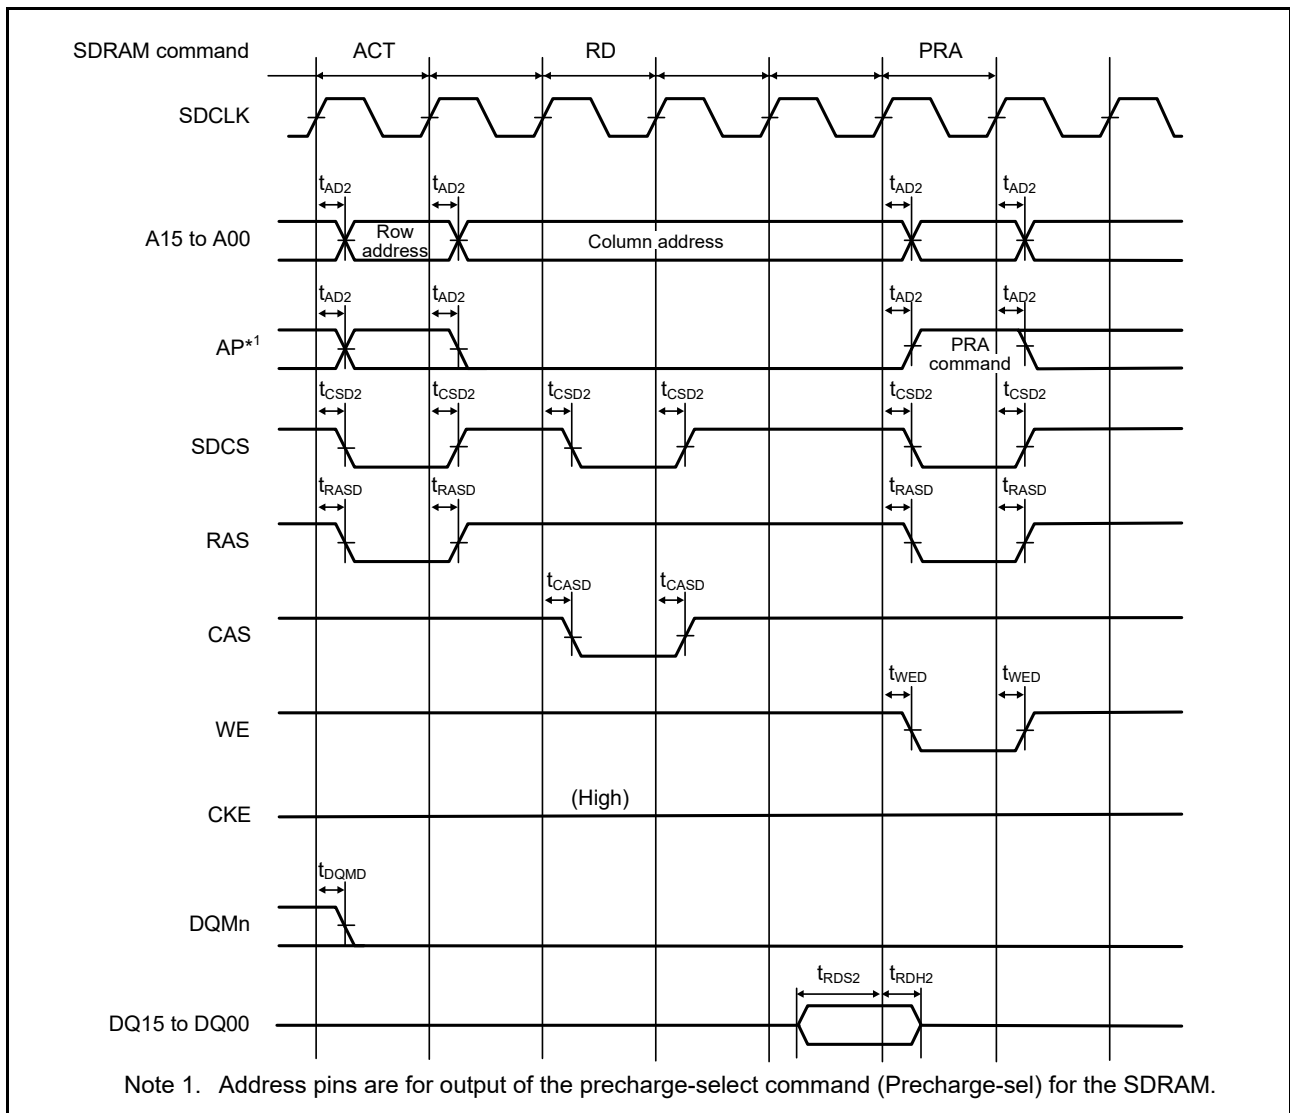 SDRAM command ACT RD PRA
SDCLK
tAD2 tAD2 tAD2 tAD2
A15 to A00
Row
address
Column address
tAD2 tAD2 tAD2 tAD2
AP*1
PRA
command
tCSD2 tCSD2 tCSD2 tCSD2 tCSD2 tCSD2
SDCS
tRASD tRASD tRASD tRASD
RAS
tCASD tCASD
CAS
tWED tWED
WE
(High)
CKE
tDQMD
DQMn
tRDS2 tRDH2
DQ15 to DQ00
Note 1. Address pins are for output of the precharge-select command (Precharge-sel) for the SDRAM.